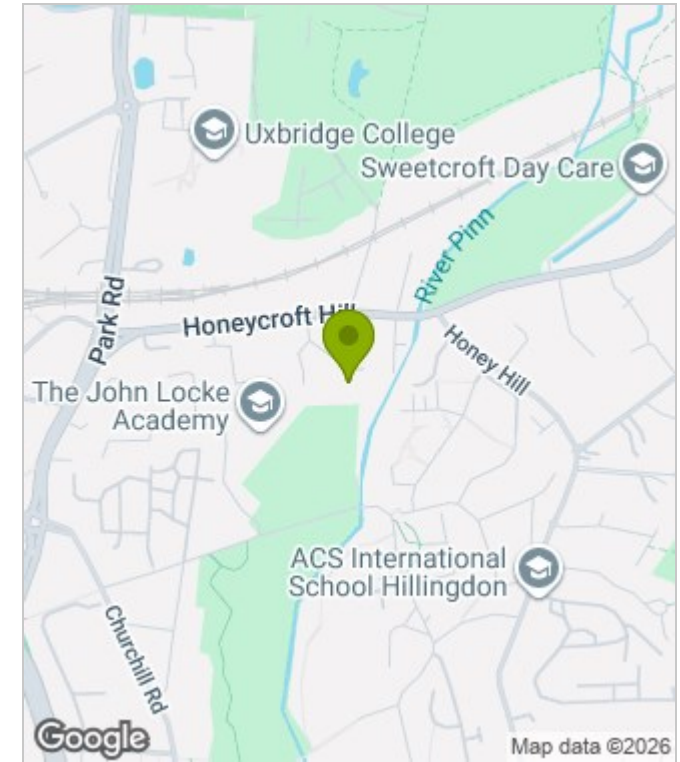 Uxbridge College
Sweetcroft Day Care
River Pinn
Park Rd
Honeycroft Hill
Honey Hill
The John Locke
Academy
ACS International
School Hillingdon
Churchill Rd
Google
Map data ©2026